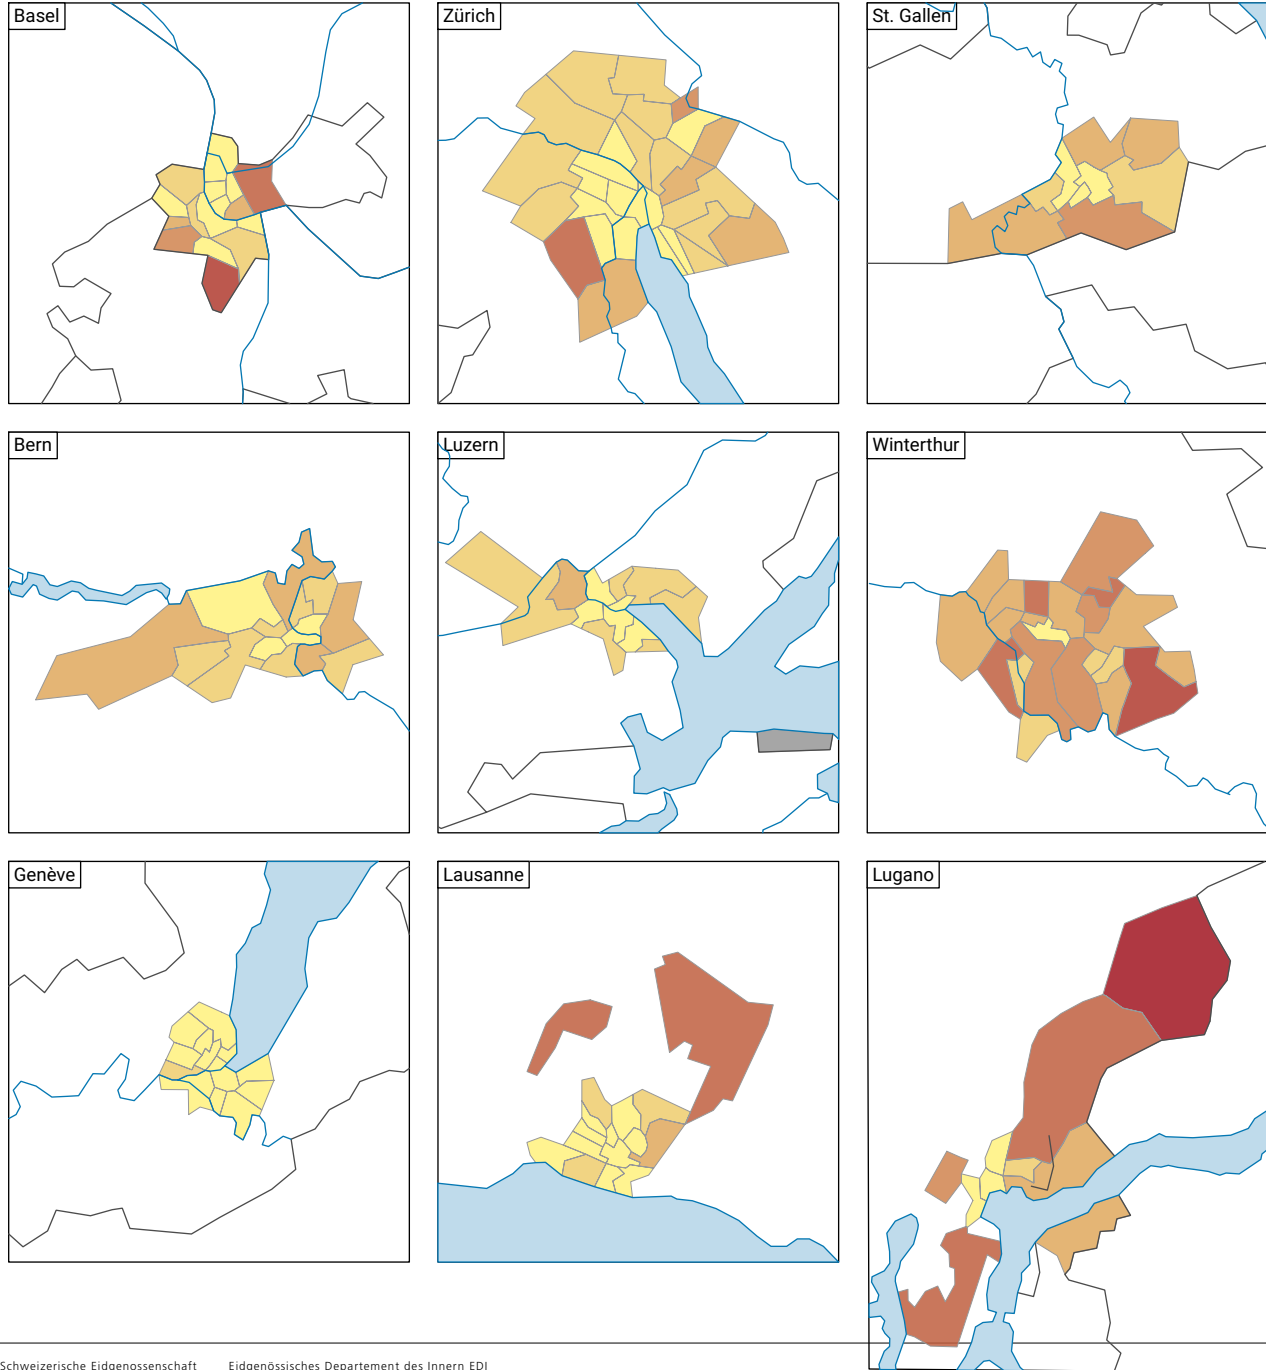 Basel
Zürich
St. Gallen
Bern
Luzern
Winterthur
Genève
Lausanne
Lugano
Schweizerische Eidgenossenschaft
Eidgenössisches Departement des Innern EDI